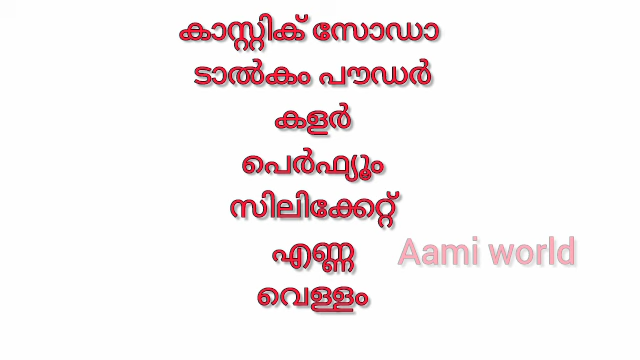 കാസ്റ്റിക് സോഡാ
ടാൽകം പൗഡർ
കളർ
പെർഫ്യൂം
സിലിക്കേറ്റ്
എണ്ണ
Aami world
വെള്ളം